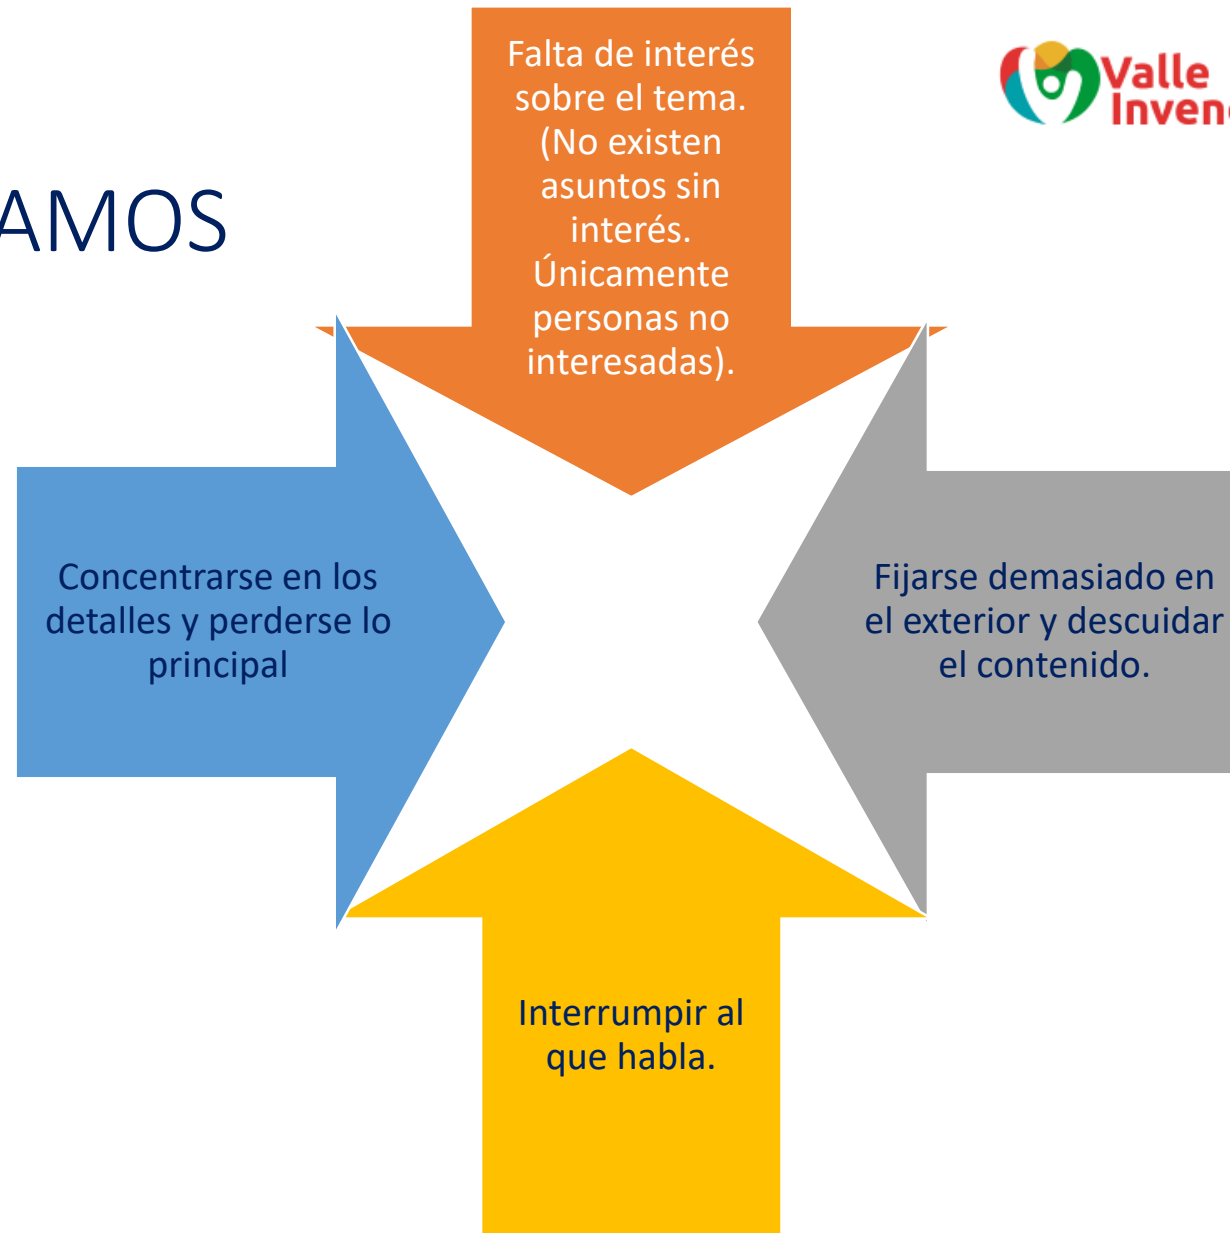 Falta de interés
sobre el tema.
(No existen
asuntos sin
interés.
Únicamente
personas no
interesadas).
Valle
Inven
AMOS
Concentrarse en los
detalles y perderse lo
principal
Fijarse demasiado en
el exterior y descuidar
el contenido.
Interrumpir al
que habla.